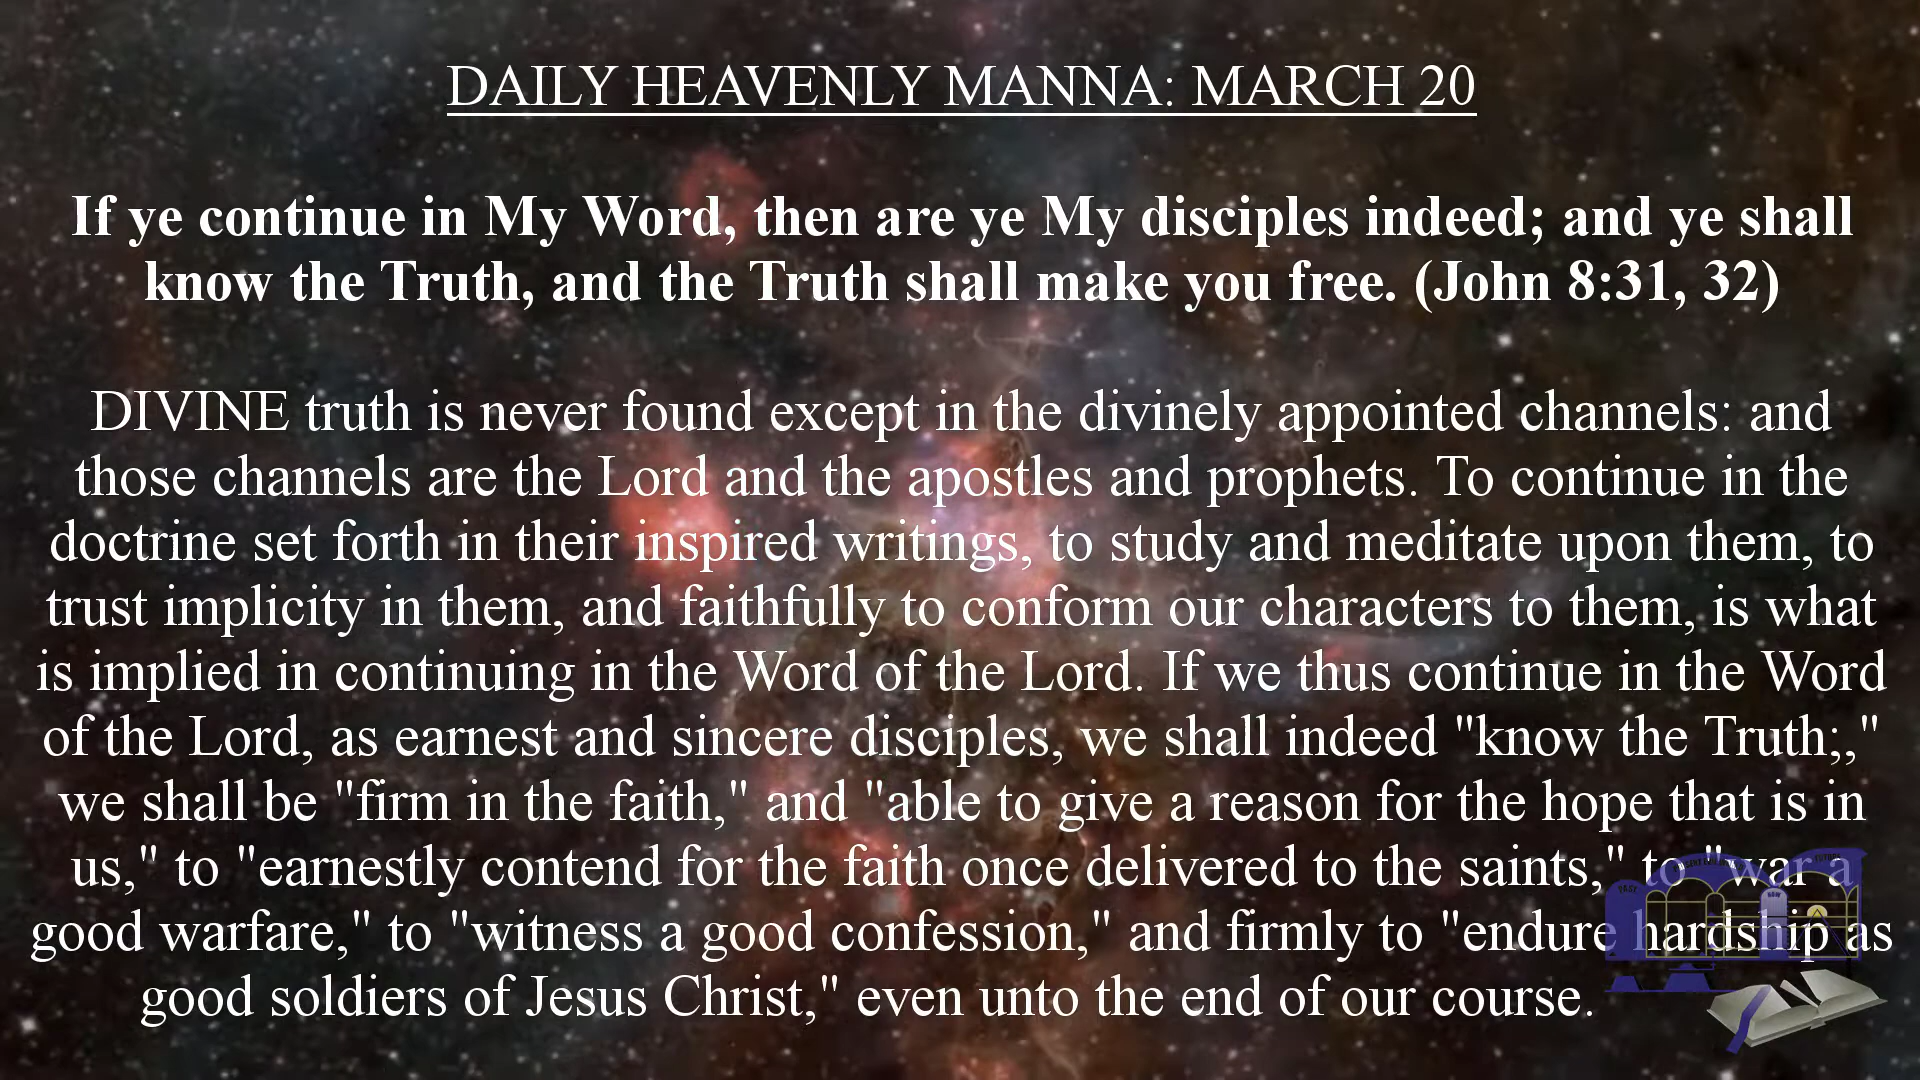 DAILY HEAVENLY MANNA: MARCH 20
If ye continue in My Word, then are ye My disciples indeed; and ye shall
know the Truth, and the Truth shall make you free. (John 8:31, 32)
DIVINE truth is never found except in the divinely appointed channels: and
those channels are the Lord and the apostles and prophets. To continue in the
doctrine set forth in their inspired writings, to study and meditate upon them, to
trust implicity in them, and faithfully to conform our characters to them, is what
is implied in continuing in the Word of the Lord. If we thus continue in the Word
of the Lord, as earnest and sincere disciples, we shall indeed "know the Truth;,"
we shall be "firm in the faith," and "able to give a reason for the hope that is in
us," to "earnestly contend for the faith once delivered to the saints," to "war a
good warfare," to "witness a good confession," and firmly to "endure hardship as
good soldiers of Jesus Christ," even unto the end of our course.